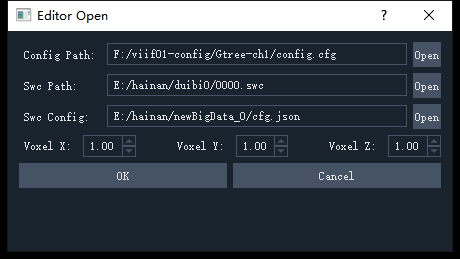 Editor Open ?
Config Path: F:/viif01-config/Gtree-ch1/config.cfg Open
Swc Path: E:/hainan/duibi0/0000.swc Open
Swc Config: E:/hainan/newBigData_0/cfg.json Open
Voxel X: 1.00 Voxel Y: 1.00 Voxel Z: 1.00
OK Cancel